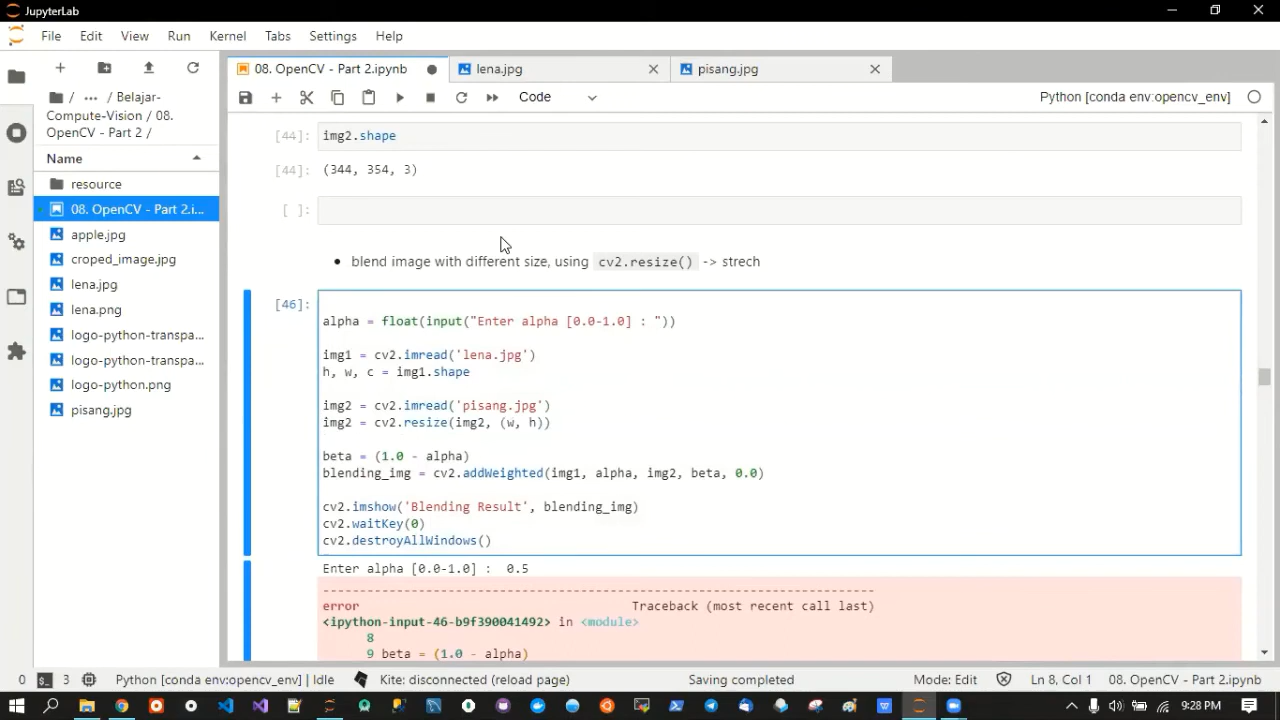 JupyterLab
File Edit View Run Kernel Tabs Settings Help
08. OpenCV - Part 2.ipynb
lena.jpg
pisang.jpg
Code
Python [conda env:opencv_env]
/ ... / Belajar-
Compute-Vision / 08.
OpenCV - Part 2 /
Name
resource
08. OpenCV - Part 2.i...
apple.jpg
croped_image.jpg
lena.jpg
lena.png
logo-python-transpa...
logo-python-transpa...
logo-python.png
pisang.jpg
[44]: img2.shape
[44]: (344, 354, 3)
[ ]:
• blend image with different size, using cv2.resize() -> strech
[46]:
alpha = float(input("Enter alpha [0.0-1.0] : "))
img1 = cv2.imread('lena.jpg')
h, w, c = img1.shape
img2 = cv2.imread('pisang.jpg')
img2 = cv2.resize(img2, (w, h))
beta = (1.0 - alpha)
blending_img = cv2.addWeighted(img1, alpha, img2, beta, 0.0)
cv2.imshow('Blending Result', blending_img)
cv2.waitKey(0)
cv2.destroyAllWindows()
Enter alpha [0.0-1.0] : 0.5
---------------------------------------------------------------------------
error Traceback (most recent call last)
<ipython-input-46-b9f390041492> in <module>
8
9 beta = (1.0 - alpha)
0 3 Python [conda env:opencv_env] | Idle Kite: disconnected (reload page) Saving completed Mode: Edit Ln 8, Col 1 08. OpenCV - Part 2.ipynb
9:28 PM